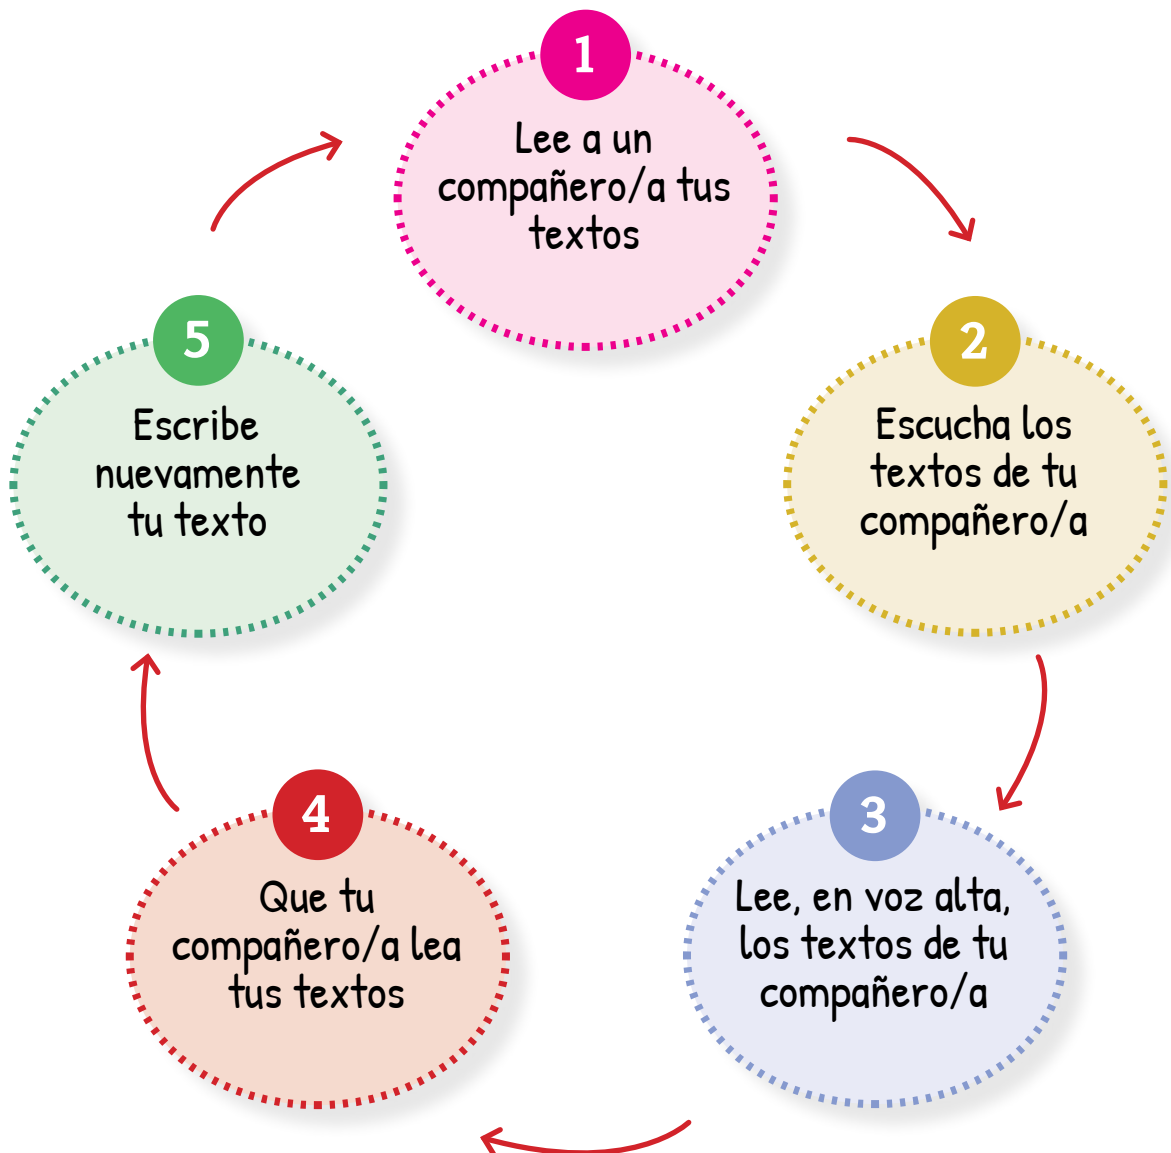 1
Lee a un
compañero/a tus
textos
2
Escucha los
textos de tu
compañero/a
3
Lee, en voz alta,
los textos de tu
compañero/a
4
Que tu
compañero/a lea
tus textos
5
Escribe
nuevamente
tu texto